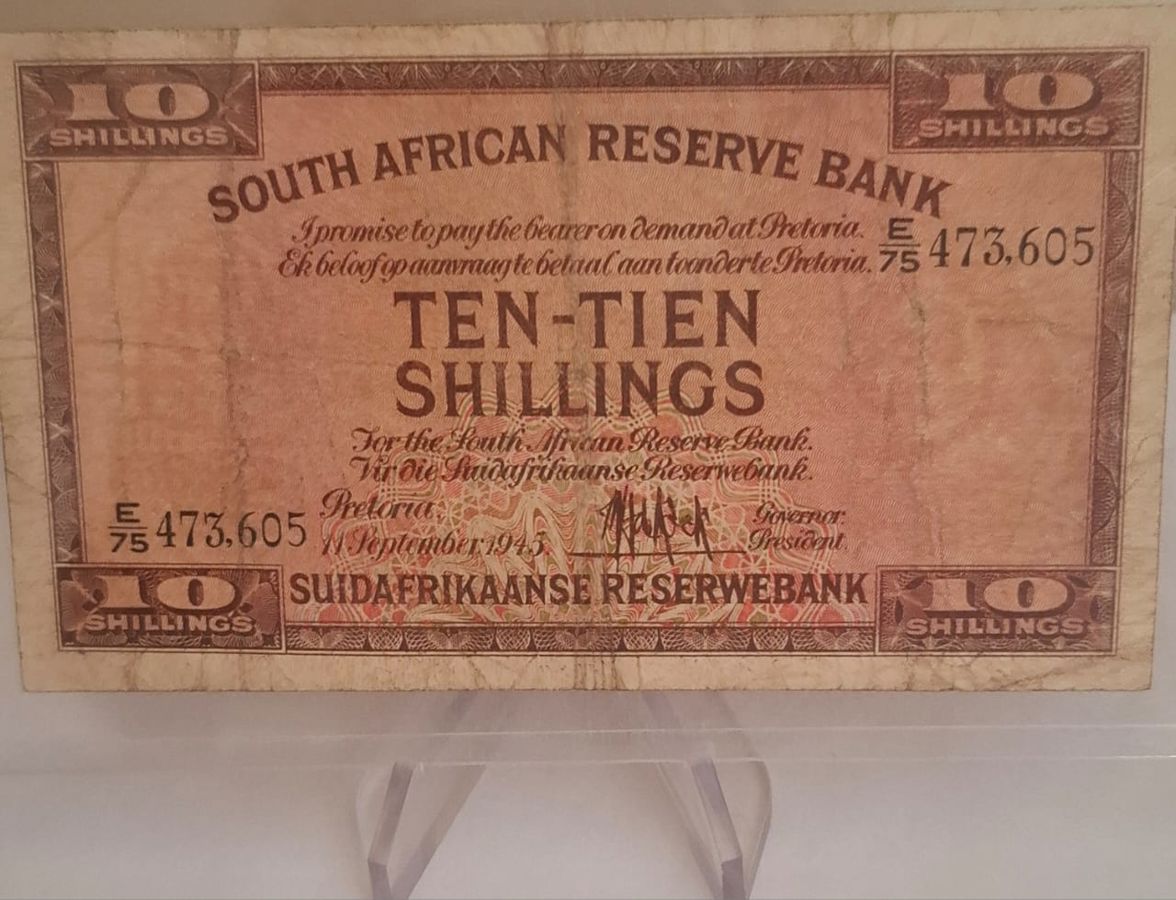 10 10
SHILLINGS SHILLINGS
SOUTH AFRICAN RESERVE BANK
I promise to pay the bearer on demand at Pretoria.
Ek beloof op aanvraag te betaal aan toonder te Pretoria.
E/75 473,605
TEN-TIEN
SHILLINGS
For the South African Reserve Bank.
Vir die Suidafrikaanse Reserwebank.
E/75 473,605
Pretoria,
11 September, 1945.
Governor.
President.
SUIDAFRIKAANSE RESERWEBANK
10 10
SHILLINGS SHILLINGS